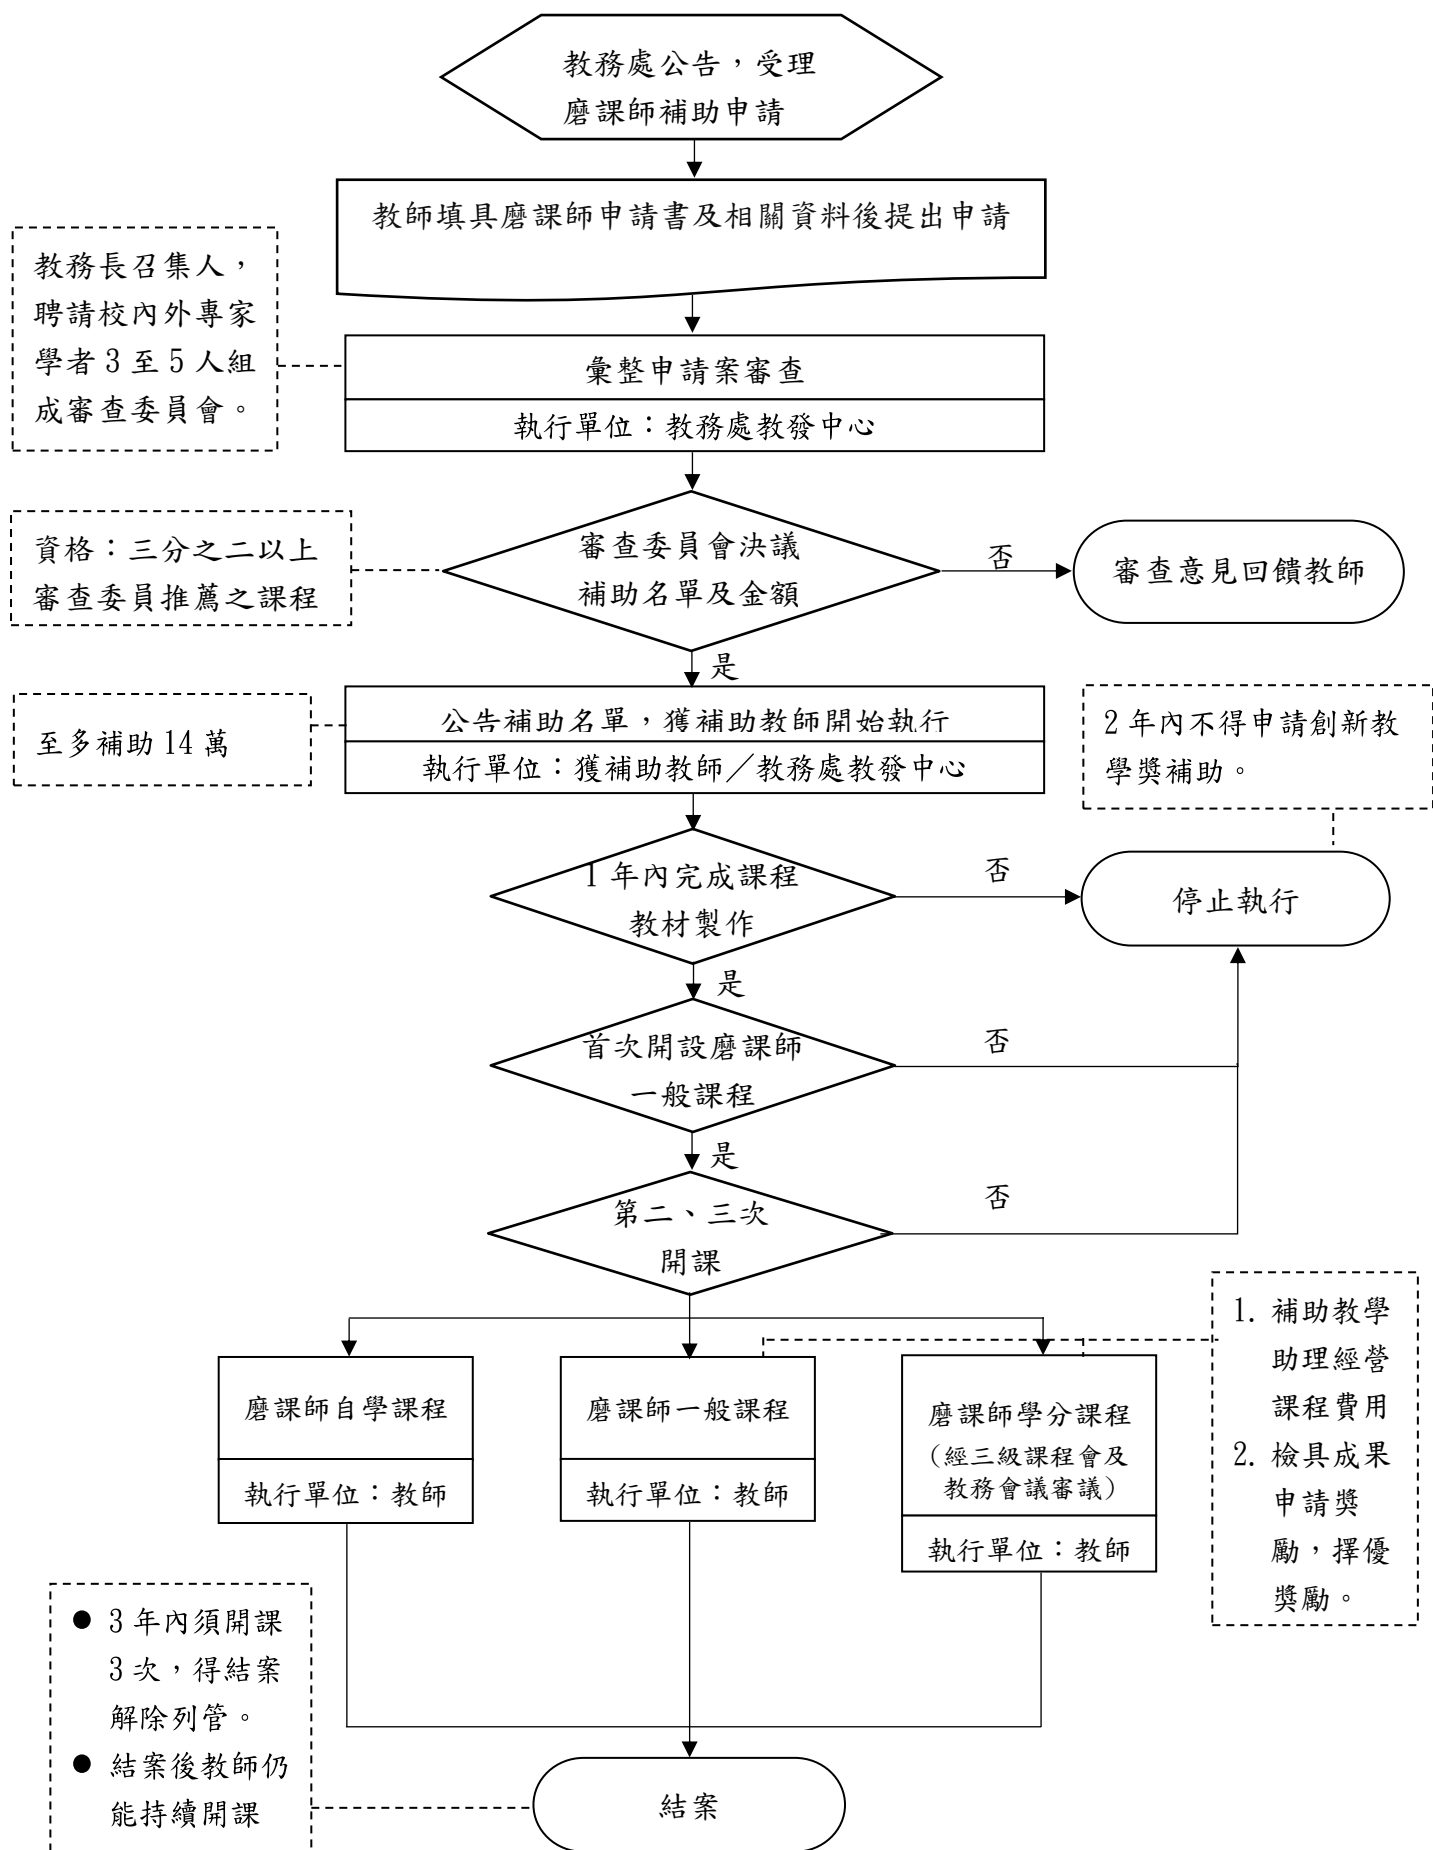 教務處公告，受理
磨課師補助申請
教師填具磨課師申請書及相關資料後提出申請
教務長召集人，
聘請校內外專家
學者 3 至 5 人組
成審查委員會。
彙整申請案審查
執行單位：教務處教發中心
資格：三分之二以上
審查委員推薦之課程
審查委員會決議
補助名單及金額
否
審查意見回饋教師
是
至多補助 14 萬
公告補助名單，獲補助教師開始執行
執行單位：獲補助教師／教務處教發中心
2 年內不得申請創新教
學獎補助。
1 年內完成課程
教材製作
否
停止執行
是
首次開設磨課師
一般課程
否
是
第二、三次
開課
否
磨課師自學課程
執行單位：教師
磨課師一般課程
執行單位：教師
磨課師學分課程
（經三級課程會及
教務會議審議）
執行單位：教師
1. 補助教學
助理經營
課程費用
2. 檢具成果
申請獎
勵，擇優
獎勵。
● 3 年內須開課
3 次，得結案
解除列管。
● 結案後教師仍
能持續開課
結案